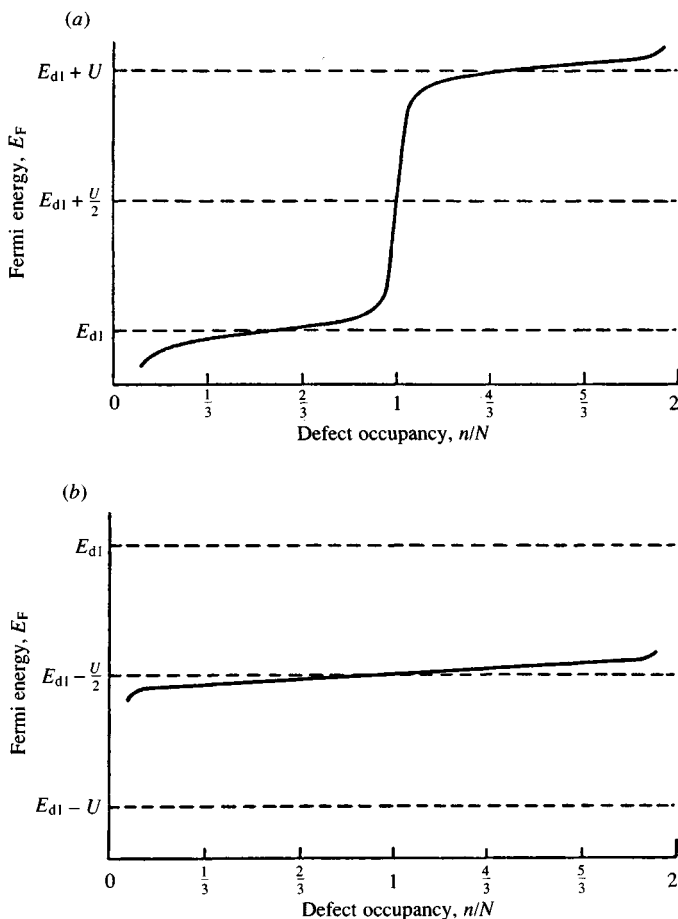 (a)
E_d1 + U
E_d1 + U/2
E_d1
Fermi energy, E_F
0 1/3 2/3 1 4/3 5/3 2
Defect occupancy, n/N
(b)
E_d1
E_d1 − U/2
E_d1 − U
Fermi energy, E_F
0 1/3 2/3 1 4/3 5/3 2
Defect occupancy, n/N